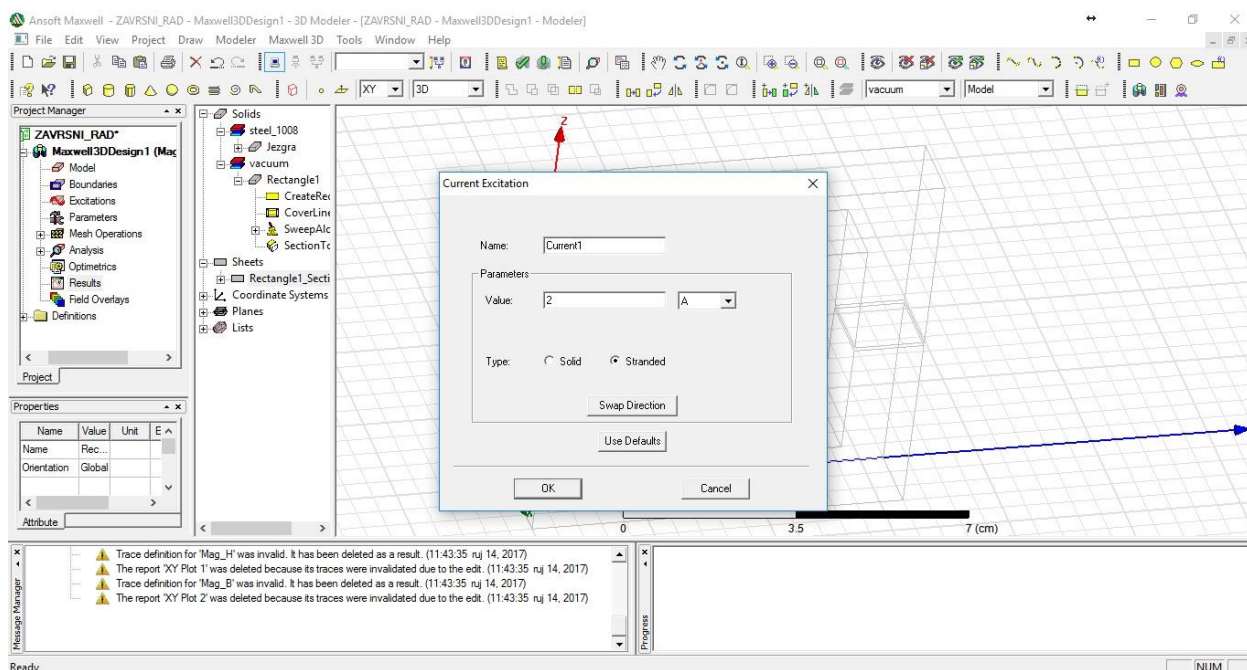 Ansoft Maxwell - ZAVRSNI_RAD - Maxwell3DDesign1 - 3D Modeler - [ZAVRSNI_RAD - Maxwell3DDesign1 - Modeler]
File Edit View Project Draw Modeler Maxwell 3D Tools Window Help
XY 3D vacuum Model
Project Manager
ZAVRSNI_RAD*
Maxwell3DDesign1 (Mag
Model
Boundaries
Excitations
Parameters
Mesh Operations
Analysis
Optimetrics
Results
Field Overlays
Definitions
Project
Solids
steel_1008
Jezgra
vacuum
Rectangle1
CreateRec
CoverLine
SweepAlo
SectionTo
Sheets
Rectangle1_Secti
Coordinate Systems
Planes
Lists
Properties
Name Value Unit E
Name Rec...
Orientation Global
Attribute
Z
Current Excitation
Name: Current1
Parameters
Value: 2 A
Type: Solid Stranded
Swap Direction
Use Defaults
OK Cancel
0 3.5 7 (cm)
Message Manager
Trace definition for 'Mag_H' was invalid. It has been deleted as a result. (11:43:35 ruj 14, 2017)
The report 'XY Plot 1' was deleted because its traces were invalidated due to the edit. (11:43:35 ruj 14, 2017)
Trace definition for 'Mag_B' was invalid. It has been deleted as a result. (11:43:35 ruj 14, 2017)
The report 'XY Plot 2' was deleted because its traces were invalidated due to the edit. (11:43:35 ruj 14, 2017)
Progress
Ready NUM